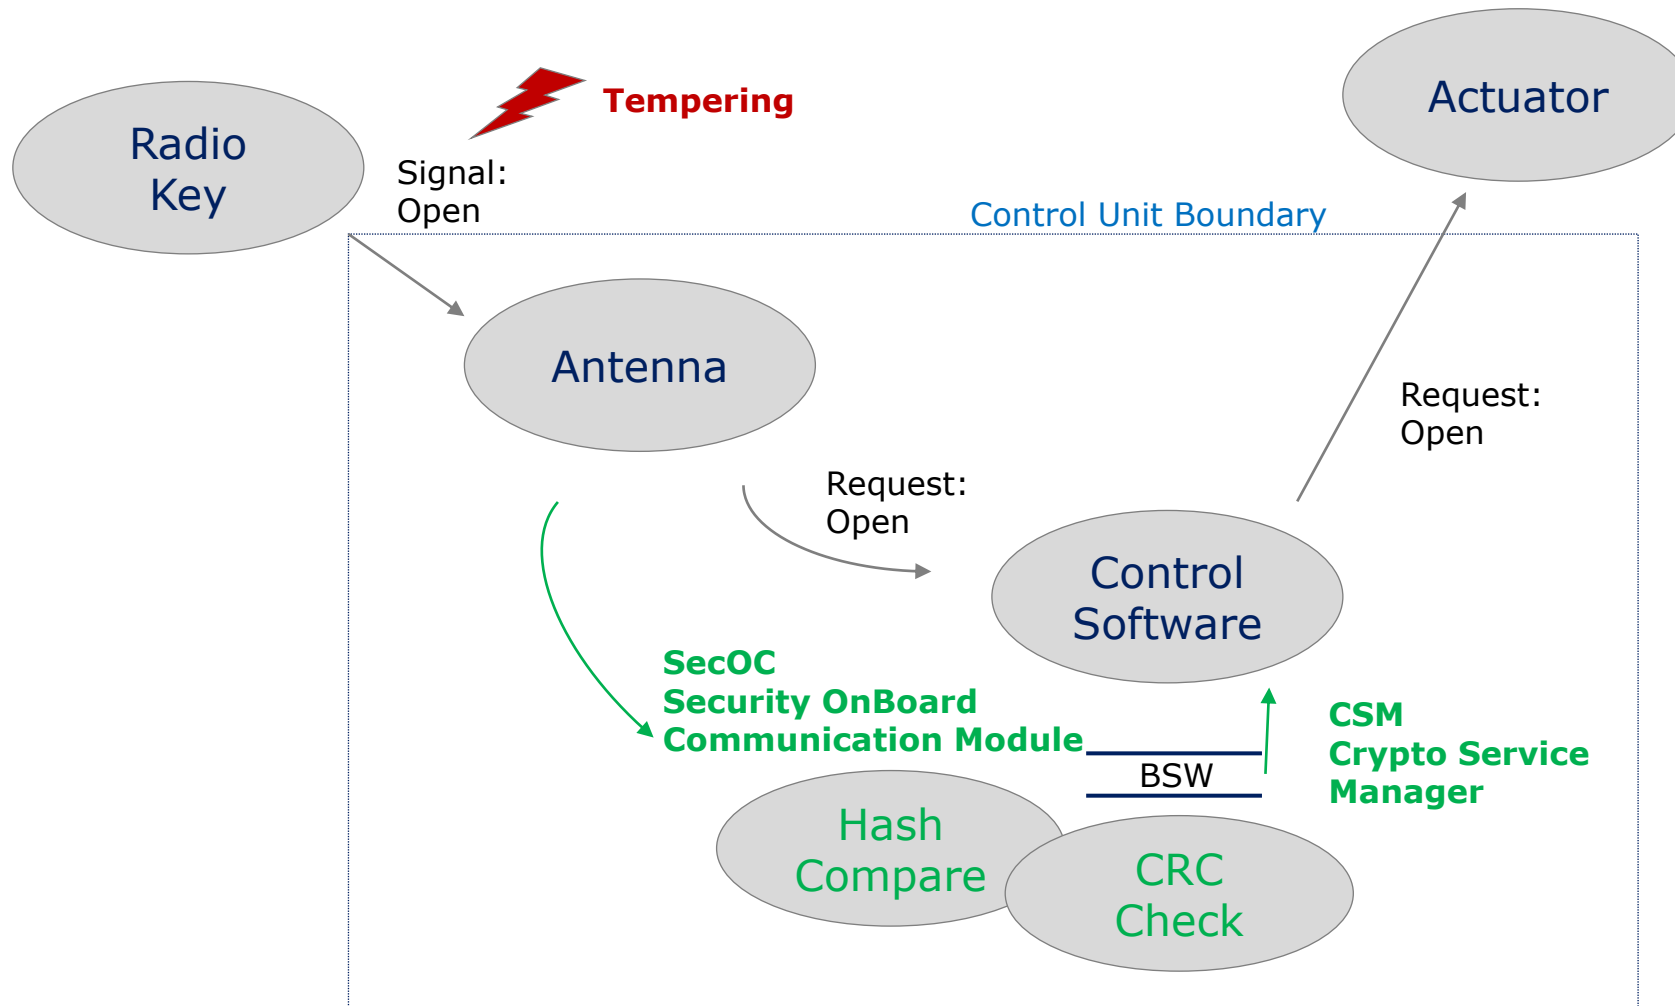 Radio
Key
Tempering
Signal:
Open
Actuator
Control Unit Boundary
Antenna
Request:
Open
Request:
Open
Control
Software
SecOC
Security OnBoard
Communication Module
BSW
CSM
Crypto Service
Manager
Hash
Compare
CRC
Check